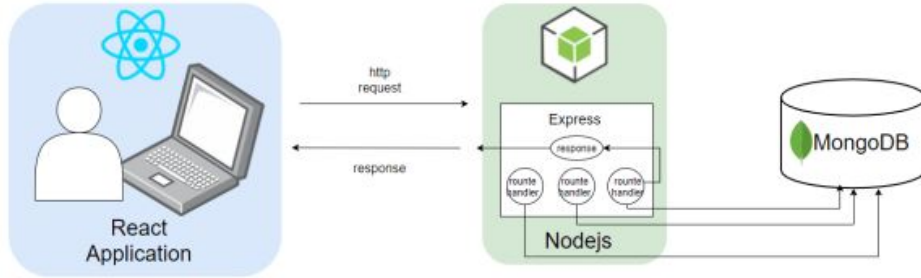 React
Application
http
request
response
Express
response
rounte
handler
rounte
handler
rounte
handler
Nodejs
MongoDB